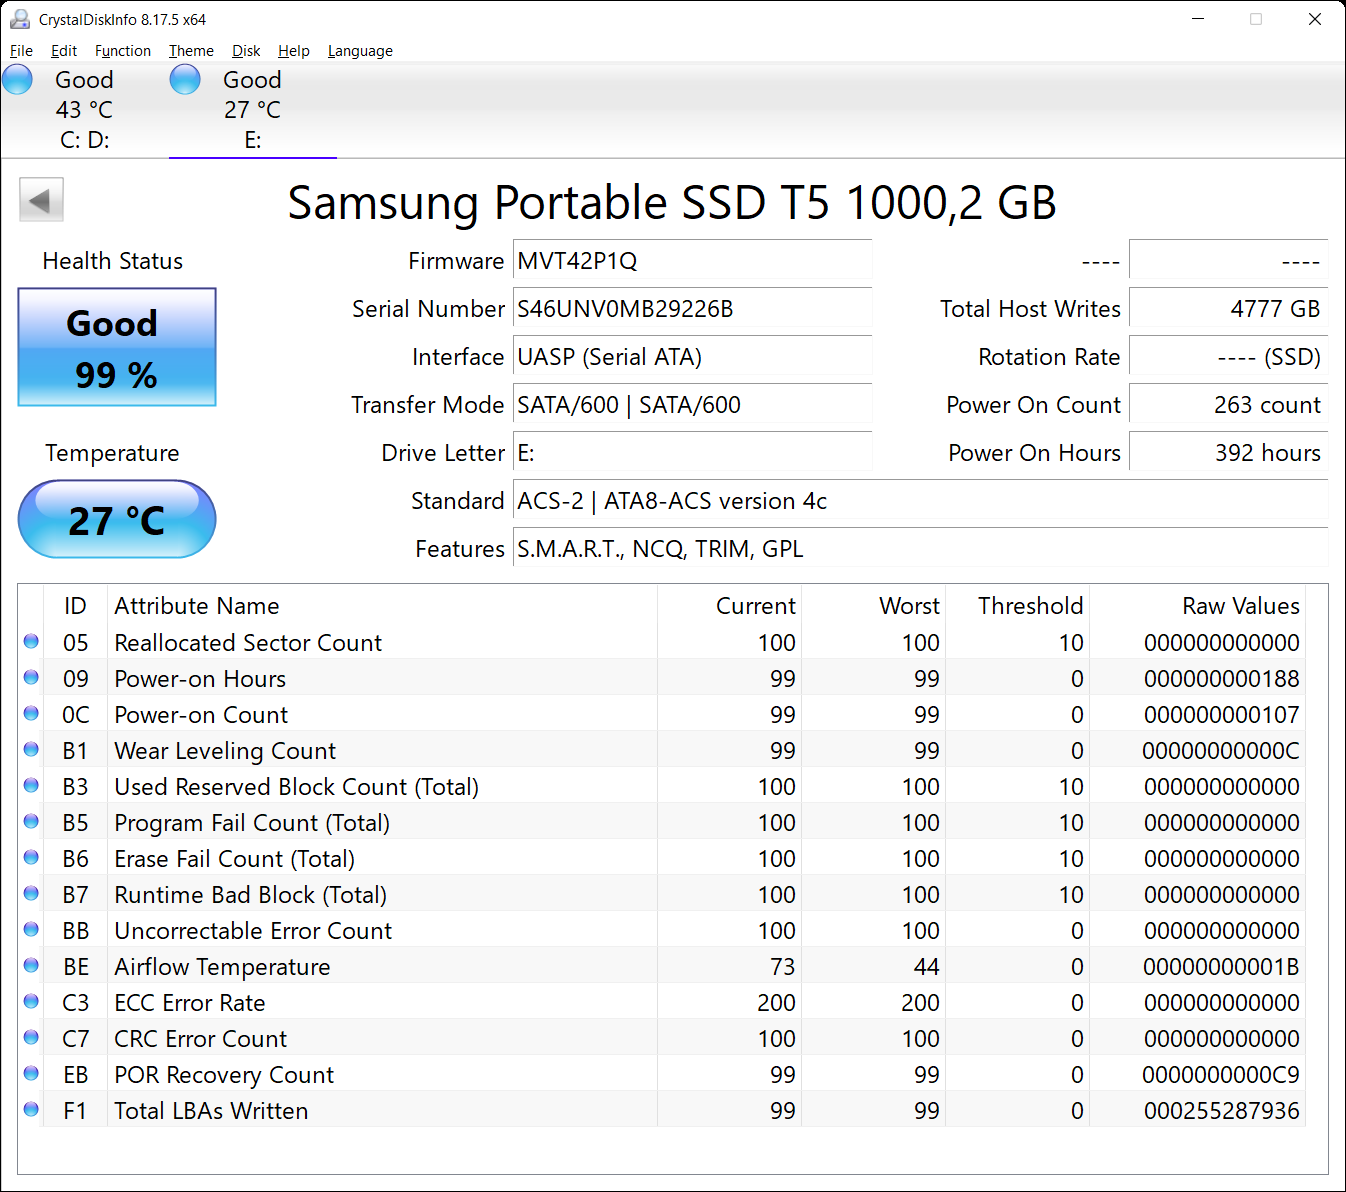 CrystalDiskInfo 8.17.5 x64
File Edit Function Theme Disk Help Language
Good Good
43 °C 27 °C
C: D: E:
Samsung Portable SSD T5 1000,2 GB
Health Status
Good
99 %
Temperature
27 °C
Firmware MVT42P1Q ---- ----
Serial Number S46UNV0MB29226B Total Host Writes 4777 GB
Interface UASP (Serial ATA) Rotation Rate ---- (SSD)
Transfer Mode SATA/600 | SATA/600 Power On Count 263 count
Drive Letter E: Power On Hours 392 hours
Standard ACS-2 | ATA8-ACS version 4c
Features S.M.A.R.T., NCQ, TRIM, GPL
ID Attribute Name Current Worst Threshold Raw Values
05 Reallocated Sector Count 100 100 10 000000000000
09 Power-on Hours 99 99 0 000000000188
0C Power-on Count 99 99 0 000000000107
B1 Wear Leveling Count 99 99 0 00000000000C
B3 Used Reserved Block Count (Total) 100 100 10 000000000000
B5 Program Fail Count (Total) 100 100 10 000000000000
B6 Erase Fail Count (Total) 100 100 10 000000000000
B7 Runtime Bad Block (Total) 100 100 10 000000000000
BB Uncorrectable Error Count 100 100 0 000000000000
BE Airflow Temperature 73 44 0 00000000001B
C3 ECC Error Rate 200 200 0 000000000000
C7 CRC Error Count 100 100 0 000000000000
EB POR Recovery Count 99 99 0 0000000000C9
F1 Total LBAs Written 99 99 0 000255287936